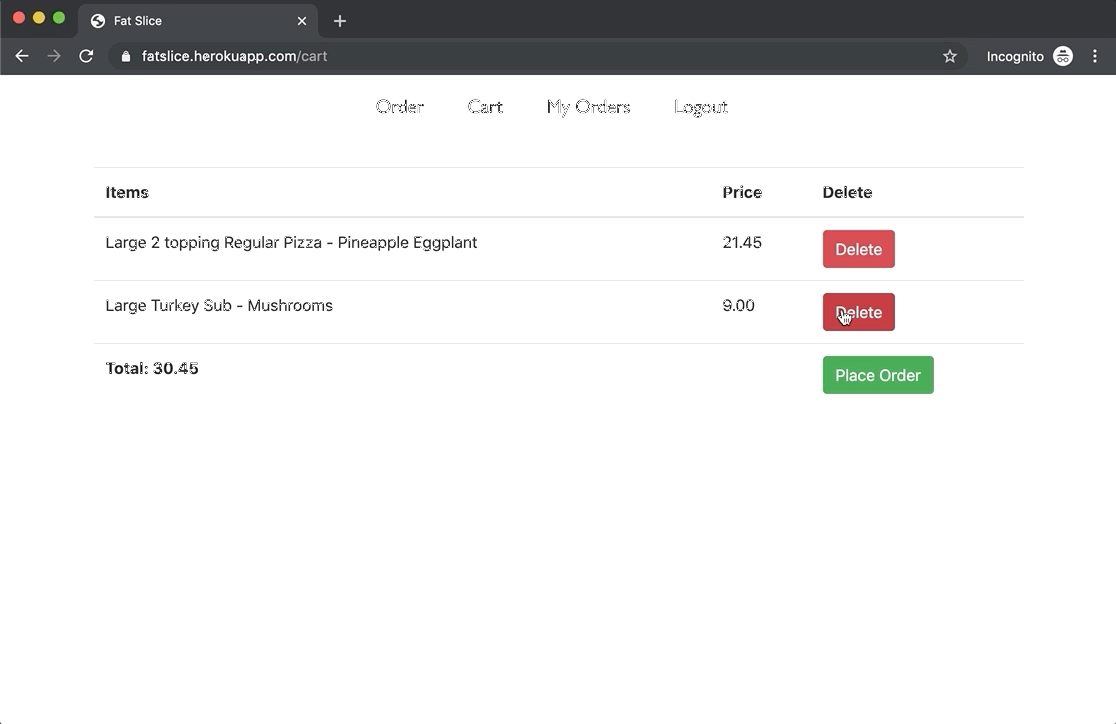 Fat Slice
fatslice.herokuapp.com/cart
Incognito
Order Cart My Orders Logout
Items Price Delete
Large 2 topping Regular Pizza - Pineapple Eggplant 21.45 Delete
Large Turkey Sub - Mushrooms 9.00 Delete
Total: 30.45 Place Order